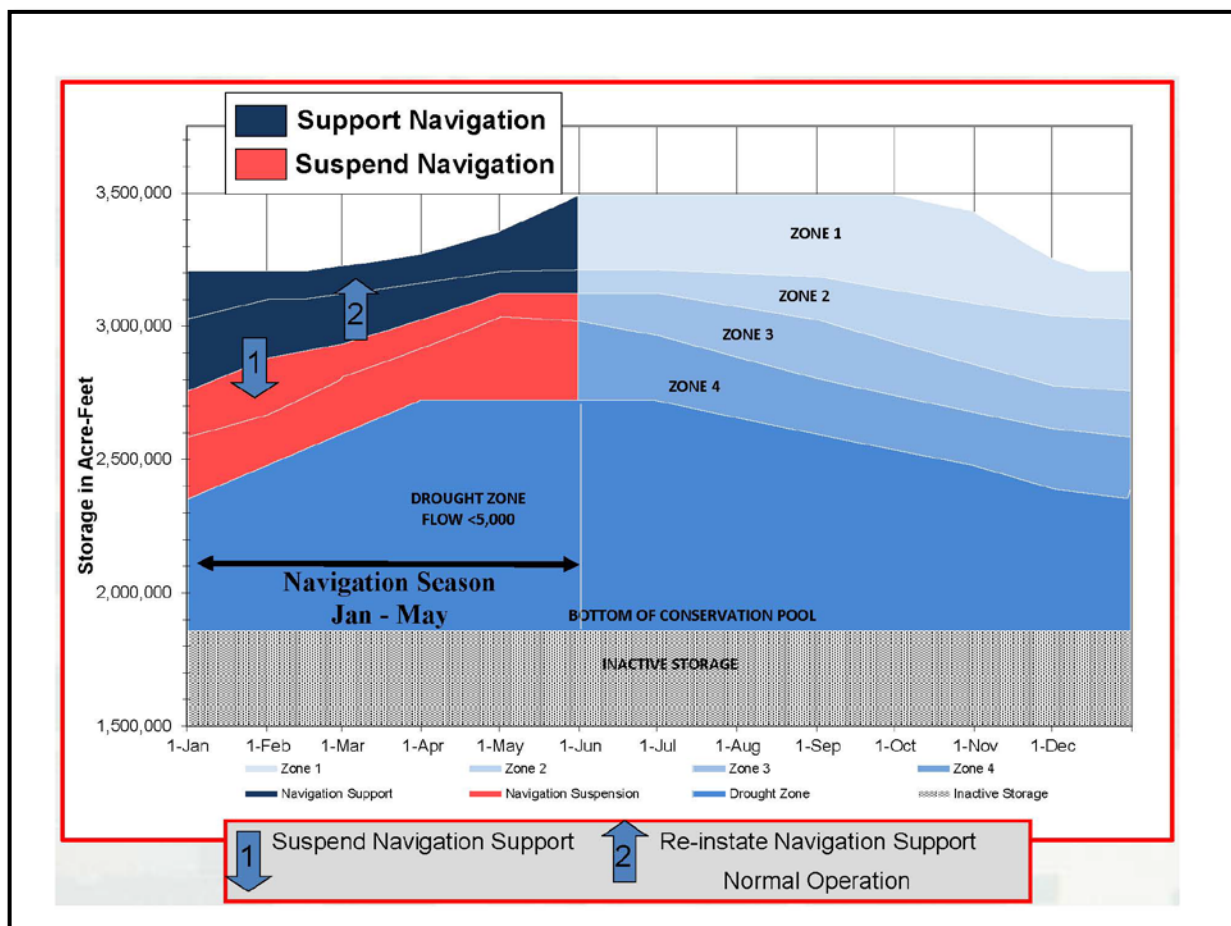 Support Navigation
Suspend Navigation
Storage in Acre-Feet
3,500,000
3,000,000
2,500,000
2,000,000
1,500,000
ZONE 1
ZONE 2
ZONE 3
ZONE 4
2
1
DROUGHT ZONE
FLOW <5,000
Navigation Season
Jan - May
BOTTOM OF CONSERVATION POOL
INACTIVE STORAGE
1-Jan 1-Feb 1-Mar 1-Apr 1-May 1-Jun 1-Jul 1-Aug 1-Sep 1-Oct 1-Nov 1-Dec
Zone 1 Zone 2 Zone 3 Zone 4
Navigation Support Navigation Suspension Drought Zone Inactive Storage
1 Suspend Navigation Support 2 Re-instate Navigation Support
Normal Operation